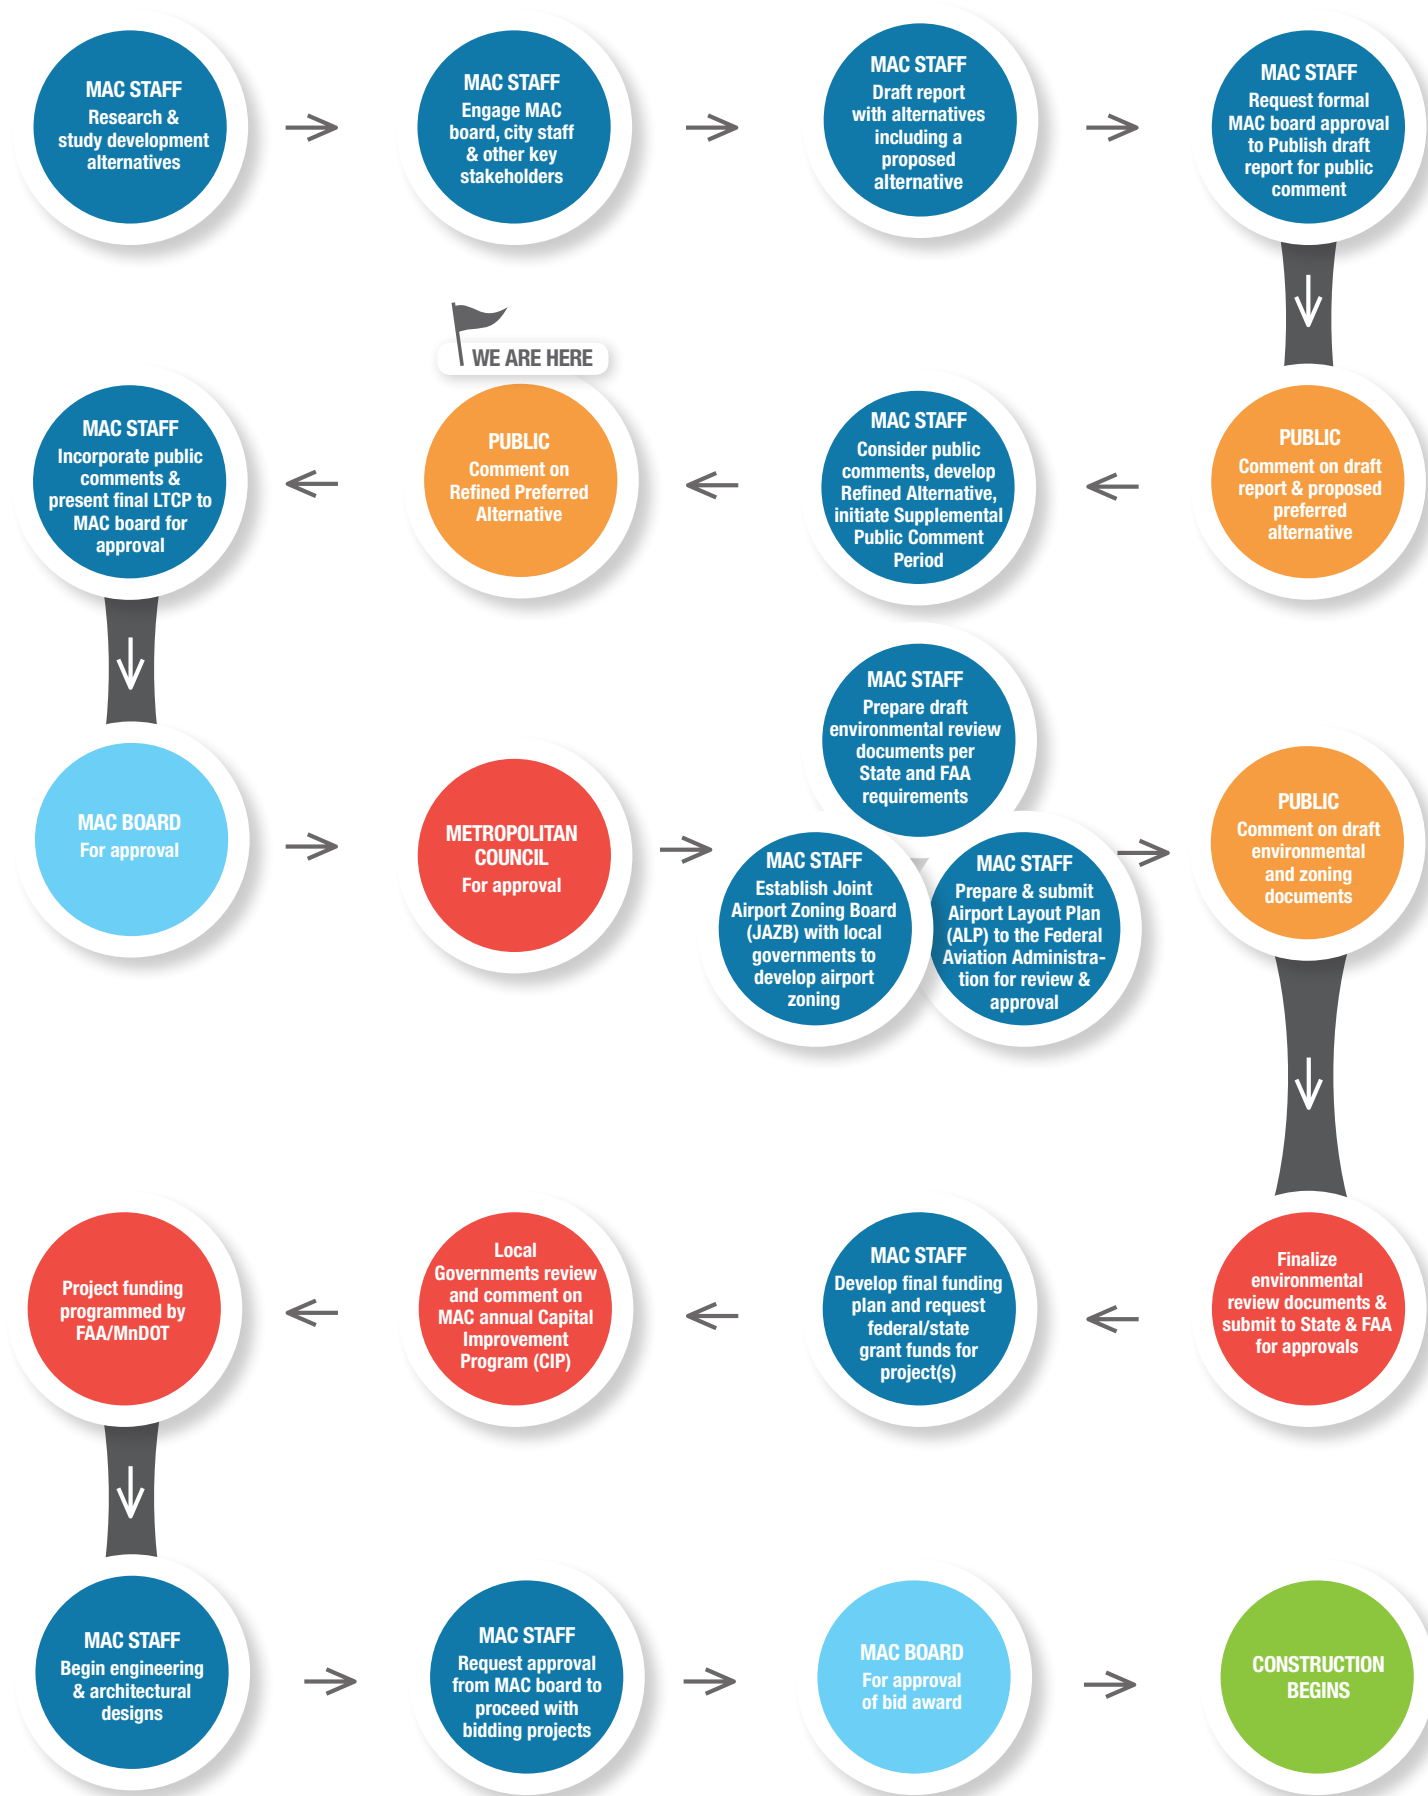 MAC STAFF
Research &
study development
alternatives
MAC STAFF
Engage MAC
board, city staff
& other key
stakeholders
MAC STAFF
Draft report
with alternatives
including a
proposed
alternative
MAC STAFF
Request formal
MAC board approval
to Publish draft
report for public
comment
PUBLIC
Comment on draft
report & proposed
preferred
alternative
MAC STAFF
Consider public
comments, develop
Refined Alternative,
initiate Supplemental
Public Comment
Period
WE ARE HERE
PUBLIC
Comment on
Refined Preferred
Alternative
MAC STAFF
Incorporate public
comments &
present final LTCP to
MAC board for
approval
MAC BOARD
For approval
METROPOLITAN
COUNCIL
For approval
MAC STAFF
Prepare draft
environmental review
documents per
State and FAA
requirements
MAC STAFF
Establish Joint
Airport Zoning Board
(JAZB) with local
governments to
develop airport
zoning
MAC STAFF
Prepare & submit
Airport Layout Plan
(ALP) to the Federal
Aviation Administra-
tion for review &
approval
PUBLIC
Comment on draft
environmental
and zoning
documents
Finalize
environmental
review documents &
submit to State & FAA
for approvals
MAC STAFF
Develop final funding
plan and request
federal/state
grant funds for
project(s)
Local
Governments review
and comment on
MAC annual Capital
Improvement
Program (CIP)
Project funding
programmed by
FAA/MnDOT
MAC STAFF
Begin engineering
& architectural
designs
MAC STAFF
Request approval
from MAC board to
proceed with
bidding projects
MAC BOARD
For approval
of bid award
CONSTRUCTION
BEGINS